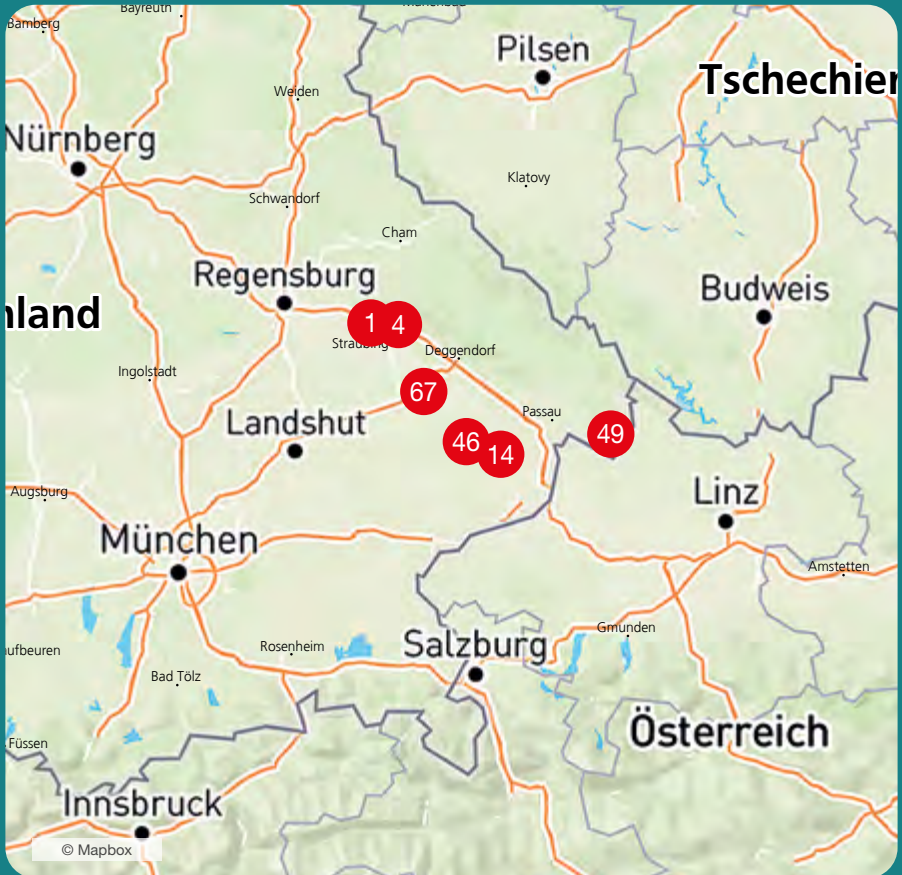 Bayreuth
Bamberg
Pilsen
Tschechien
Weiden
Nürnberg
Klatovy
Schwandorf
Cham
Regensburg
Budweis
nland
1
4
Straubing
Deggendorf
Ingolstadt
67
Passau
Landshut
49
46
14
Augsburg
Linz
München
Amstetten
Gmunden
Salzburg
Rosenheim
aufbeuren
Bad Tölz
Österreich
Füssen
Innsbruck
© Mapbox